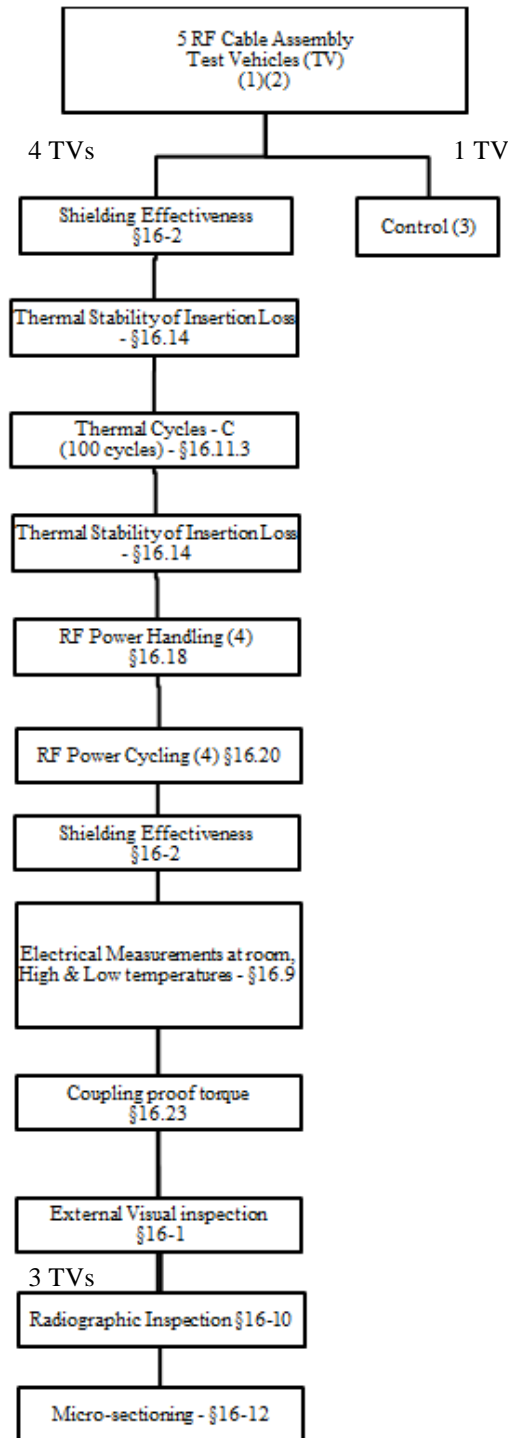 5 RF Cable Assembly
Test Vehicles (TV)
(1)(2)
4 TVs
1 TV
Shielding Effectiveness
§16-2
Control (3)
Thermal Stability of Insertion Loss
- §16.14
Thermal Cycles - C
(100 cycles) - §16.11.3
Thermal Stability of Insertion Loss
- §16.14
RF Power Handling (4)
§16.18
RF Power Cycling (4) §16.20
Shielding Effectiveness
§16-2
Electrical Measurements at room,
High & Low temperatures - §16.9
Coupling proof torque
§16.23
External Visual inspection
§16-1
3 TVs
Radiographic Inspection §16-10
Micro-sectioning - §16-12